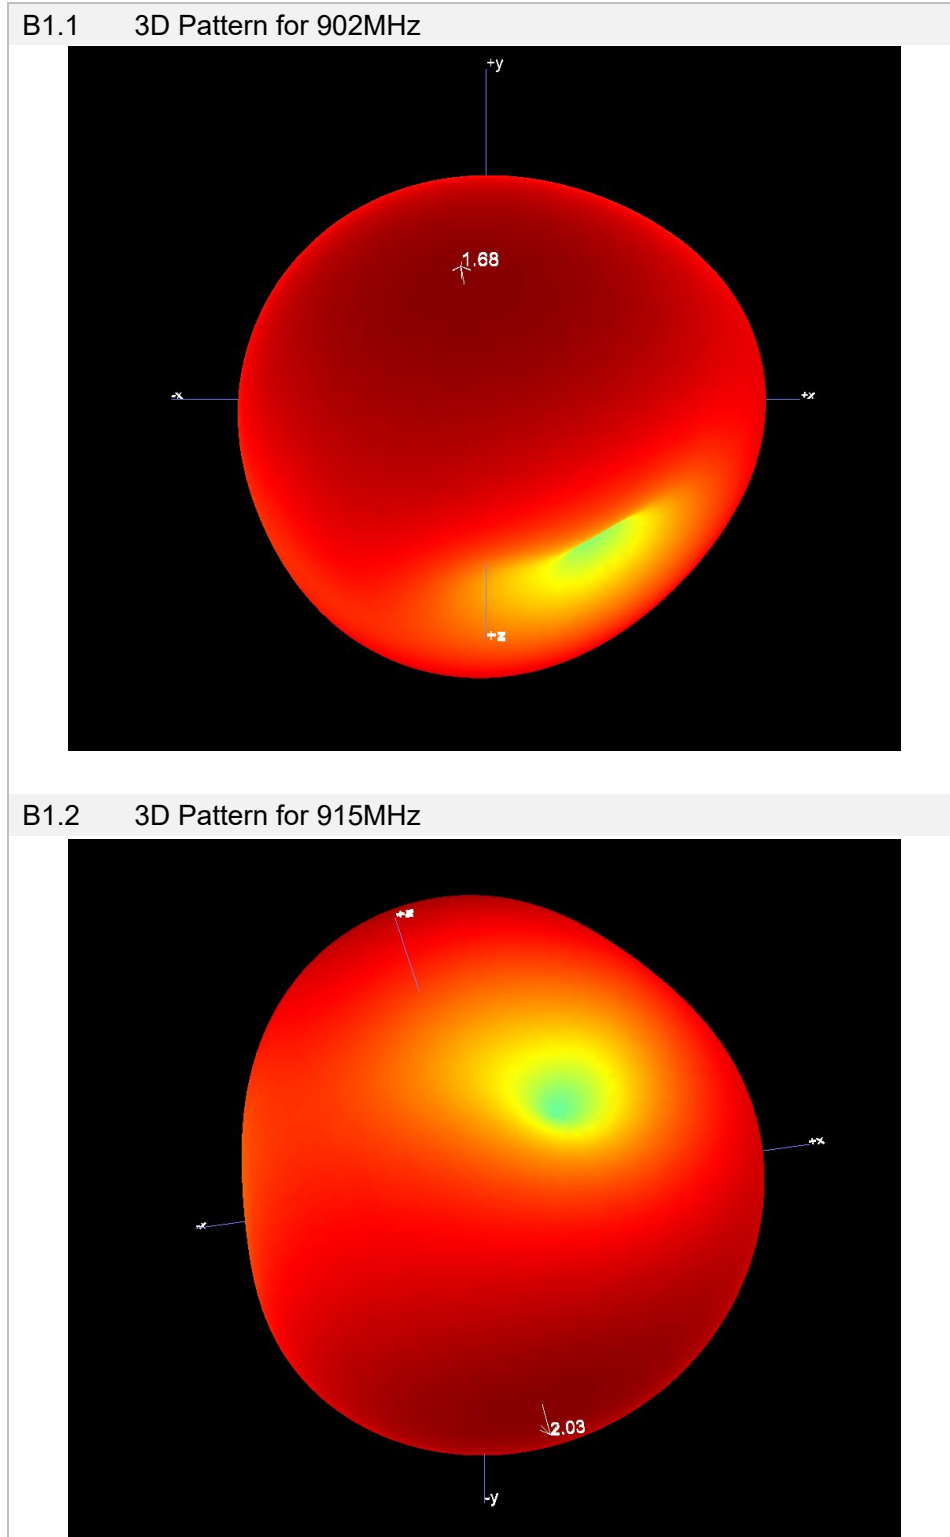 B1.1 3D Pattern for 902MHz
+y
1.68
-x
+x
+z
B1.2 3D Pattern for 915MHz
+z
+x
-x
2.03
-y